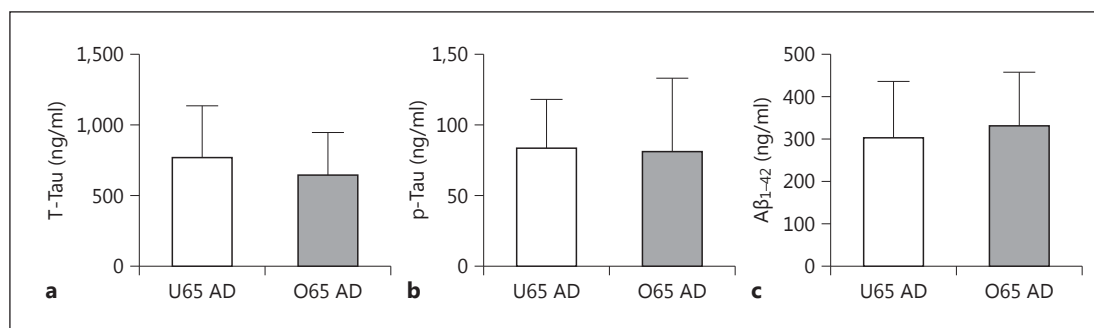 T-Tau (ng/ml)
1,500
1,000
500
0
U65 AD
O65 AD
a
p-Tau (ng/ml)
1,50
100
50
0
U65 AD
O65 AD
b
Aβ1–42 (ng/ml)
500
400
300
200
100
0
U65 AD
O65 AD
c